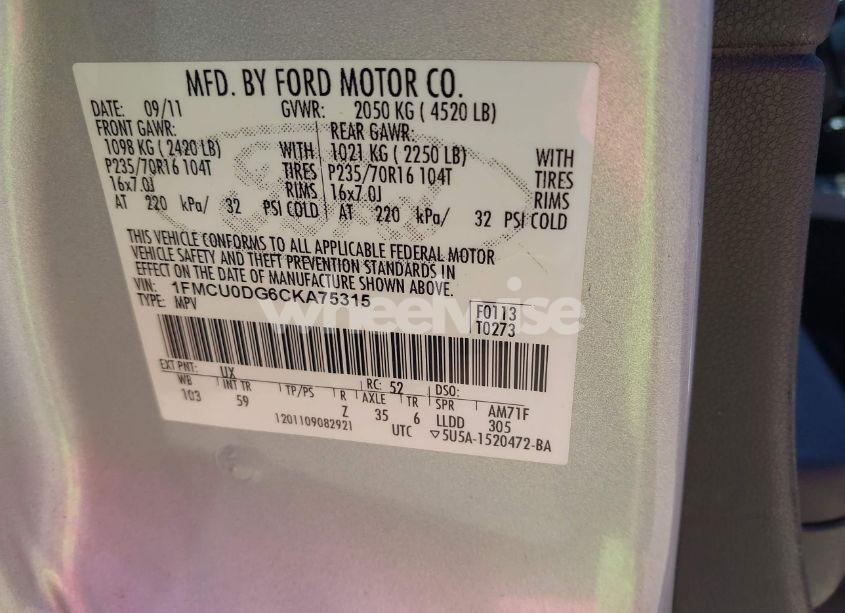 MFD. BY FORD MOTOR CO.
DATE: 09/11 GVWR: 2050 KG ( 4520 LB)
FRONT GAWR: REAR GAWR:
1098 KG ( 2420 LB) WITH 1021 KG ( 2250 LB) WITH
P235/70R16 104T TIRES P235/70R16 104T TIRES
16x7.0J RIMS 16x7.0J RIMS
AT 220 kPa/ 32 PSI COLD AT 220 kPa/ 32 PSI COLD
THIS VEHICLE CONFORMS TO ALL APPLICABLE FEDERAL MOTOR
VEHICLE SAFETY AND THEFT PREVENTION STANDARDS IN
EFFECT ON THE DATE OF MANUFACTURE SHOWN ABOVE.
VIN: 1FMCU0DG6CKA75315
TYPE: MPV
F0113
T0273
wheelwise
EXT PNT: UX RC: 52 DSO:
WB INT TR TP/PS R AXLE TR SPR AM71F
103 59 Z 35 6 LLDD 305
1201109082921 UTC ▽5U5A-1520472-BA